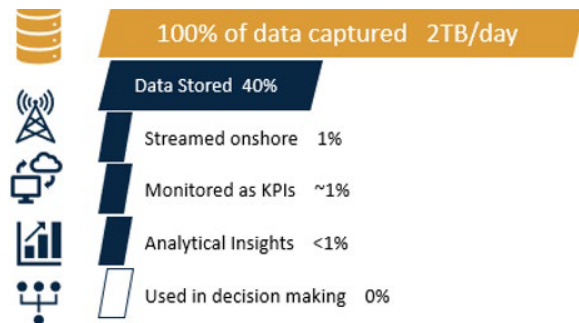 100% of data captured 2TB/day
Data Stored 40%
Streamed onshore 1%
Monitored as KPIs ~1%
Analytical Insights <1%
Used in decision making 0%